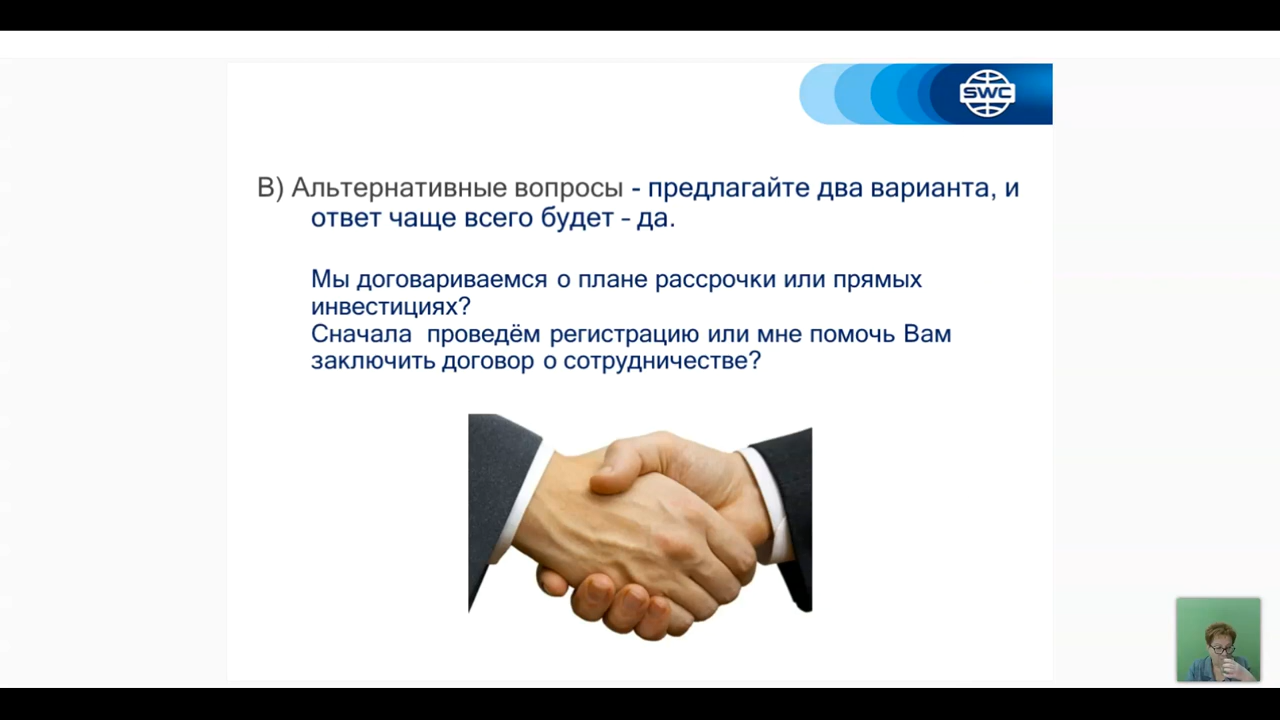 SWC
В) Альтернативные вопросы - предлагайте два варианта, и
ответ чаще всего будет – да.
Мы договариваемся о плане рассрочки или прямых
инвестициях?
Сначала проведём регистрацию или мне помочь Вам
заключить договор о сотрудничестве?